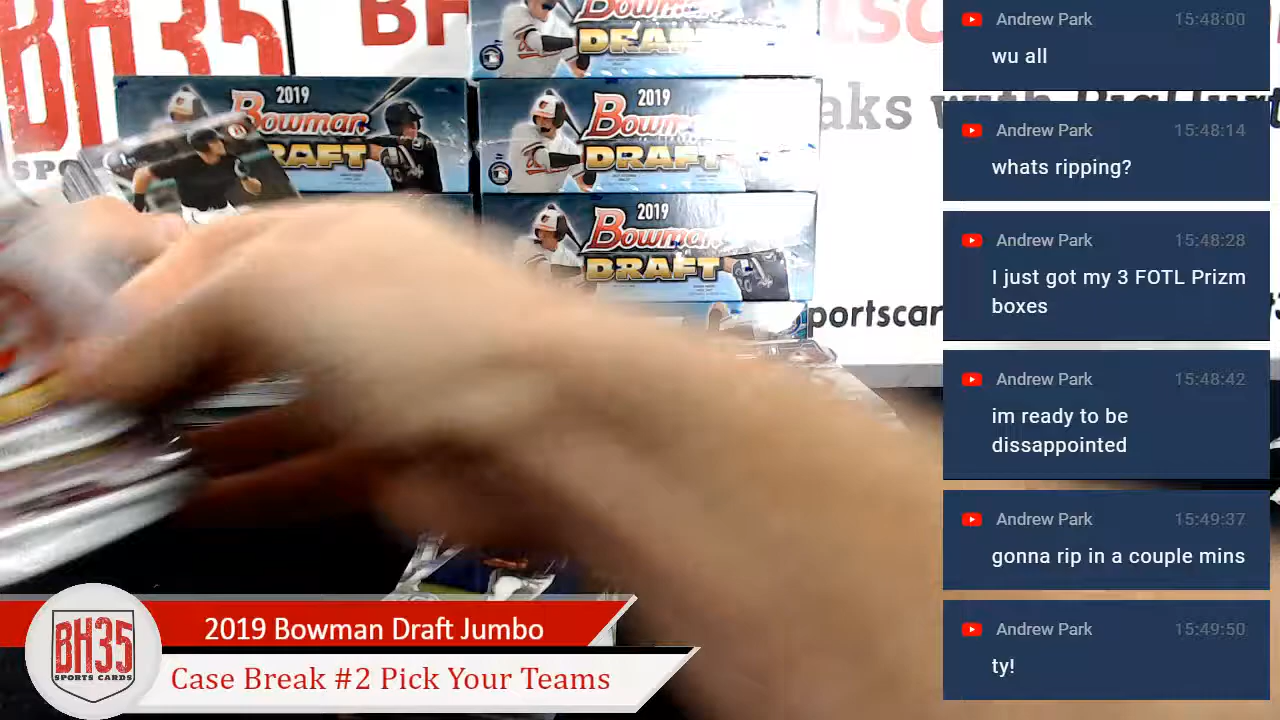 BH35
SPORTS
BH
Bowman
DRAFT
2019
Bowman
DRAFT
2019
Bowman
DRAFT
2019
Bowman
DRAFT
aks w
portscar
Andrew Park 15:48:00
wu all
Andrew Park 15:48:14
whats ripping?
Andrew Park 15:48:28
I just got my 3 FOTL Prizm
boxes
Andrew Park 15:48:42
im ready to be
dissappointed
Andrew Park 15:49:37
gonna rip in a couple mins
Andrew Park 15:49:50
ty!
BH35
SPORTS CARDS
2019 Bowman Draft Jumbo
Case Break #2 Pick Your Teams